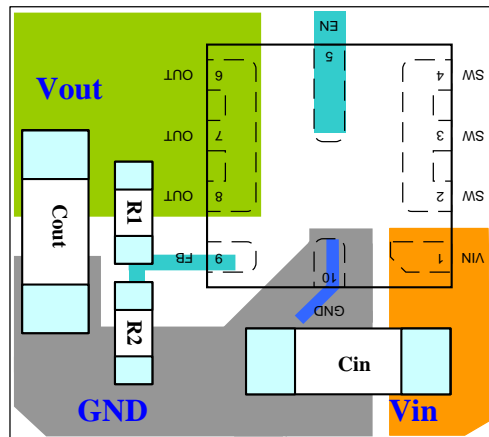 EN
5
OUT 6
4 SW
Vout
OUT 7
3 SW
OUT 8
2 SW
R1
Cout
FB 9
1 VIN
10
GND
R2
Cin
GND
Vin